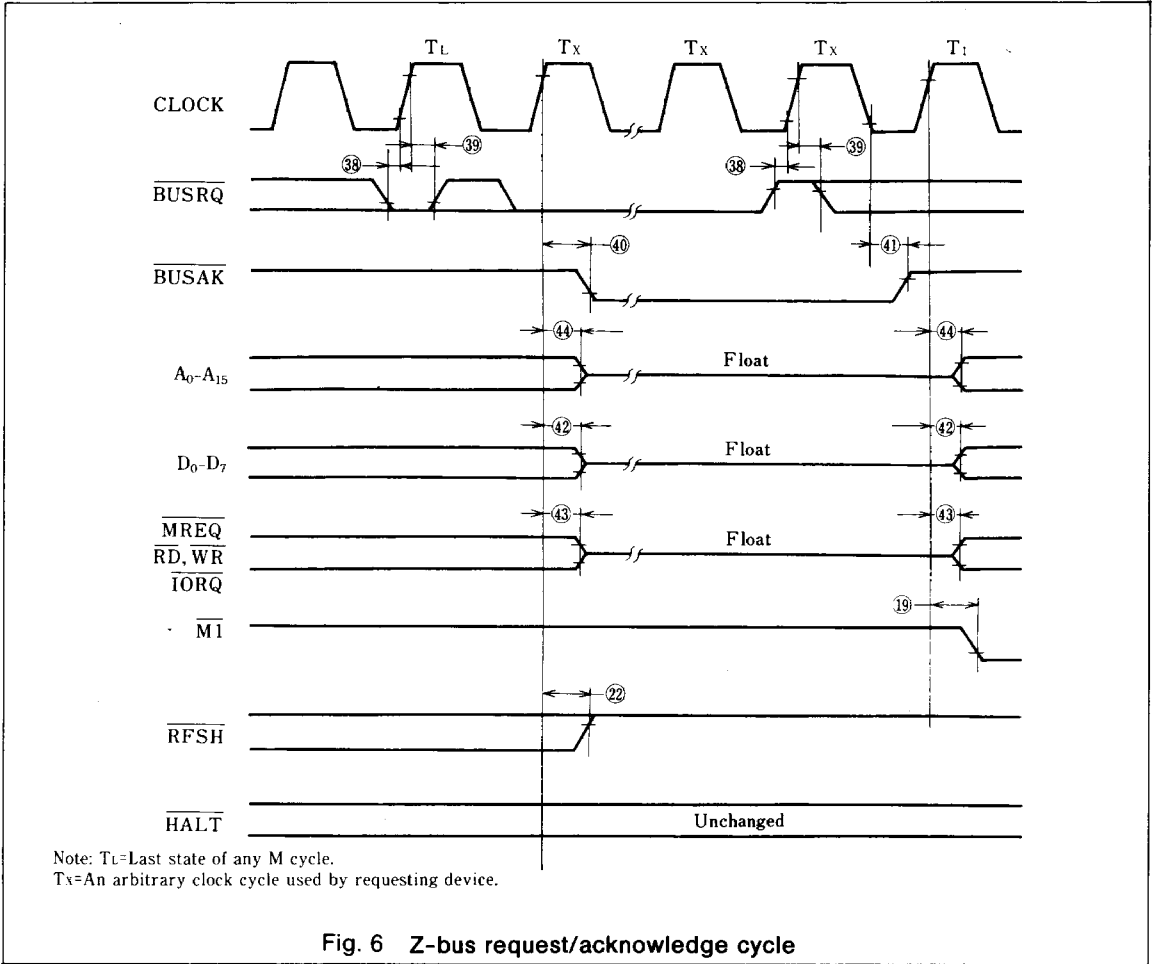 TL TX TX TX T1
CLOCK
㊴ ㊴
㊳ ㊳
BUSRQ
㊵ ㊶
BUSAK
㊹ ㊹
Float
A0-A15
㊷ ㊷
Float
D0-D7
㊸ ㊸
MREQ
Float
RD, WR
IORQ
⑲
M1
㉒
RFSH
HALT
Unchanged
Note: TL=Last state of any M cycle.
TX=An arbitrary clock cycle used by requesting device.
Fig. 6 Z-bus request/acknowledge cycle